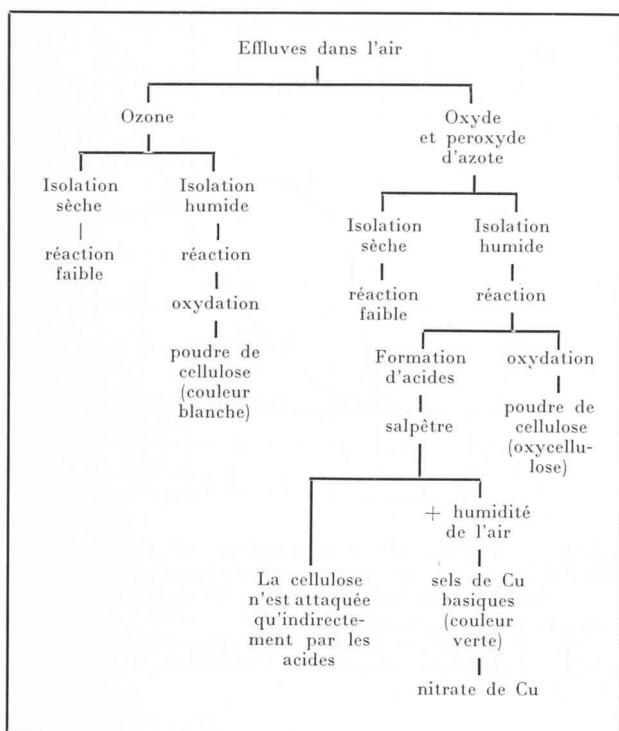 Effluves dans l'air
Ozone
Oxyde
et peroxyde
d'azote
Isolation
sèche
Isolation
humide
réaction
faible
réaction
oxydation
poudre de
cellulose
(couleur
blanche)
Isolation
sèche
Isolation
humide
réaction
faible
réaction
Formation
d'acides
oxydation
salpêtre
poudre de
cellulose
(oxycellu-
lose)
La cellulose
n'est attaquée
qu'indirecte-
ment par les
acides
+ humidité
de l'air
sels de Cu
basiques
(couleur
verte)
nitrate de Cu